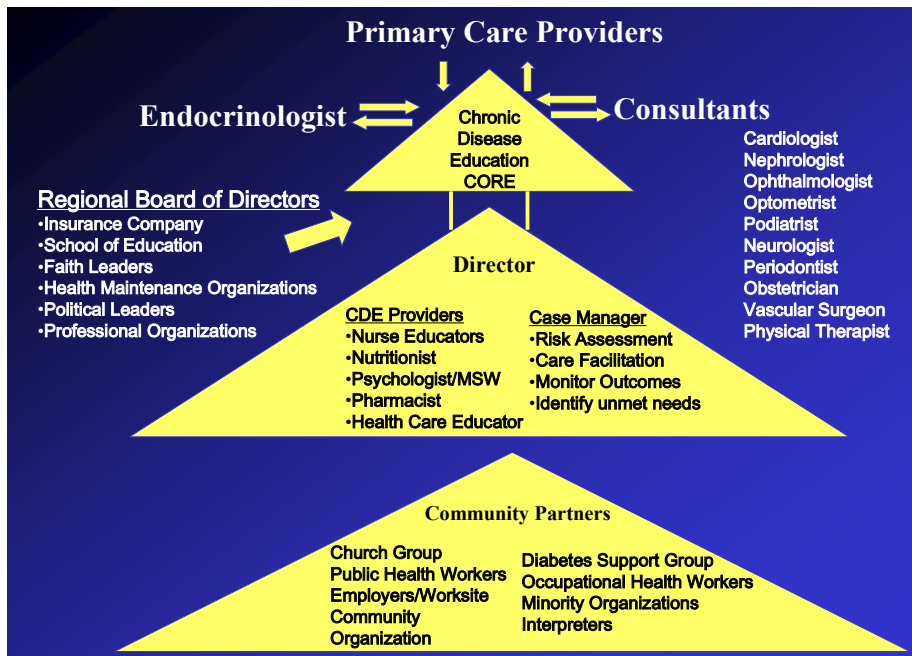 Primary Care Providers
Endocrinologist
Consultants
Chronic
Disease
Education
CORE
Cardiologist
Nephrologist
Ophthalmologist
Optometrist
Podiatrist
Neurologist
Periodontist
Obstetrician
Vascular Surgeon
Physical Therapist
Regional Board of Directors
•Insurance Company
•School of Education
•Faith Leaders
•Health Maintenance Organizations
•Political Leaders
•Professional Organizations
Director
CDE Providers
•Nurse Educators
•Nutritionist
•Psychologist/MSW
•Pharmacist
•Health Care Educator
Case Manager
•Risk Assessment
•Care Facilitation
•Monitor Outcomes
•Identify unmet needs
Community Partners
Church Group
Public Health Workers
Employers/Worksite
Community
Organization
Diabetes Support Group
Occupational Health Workers
Minority Organizations
Interpreters